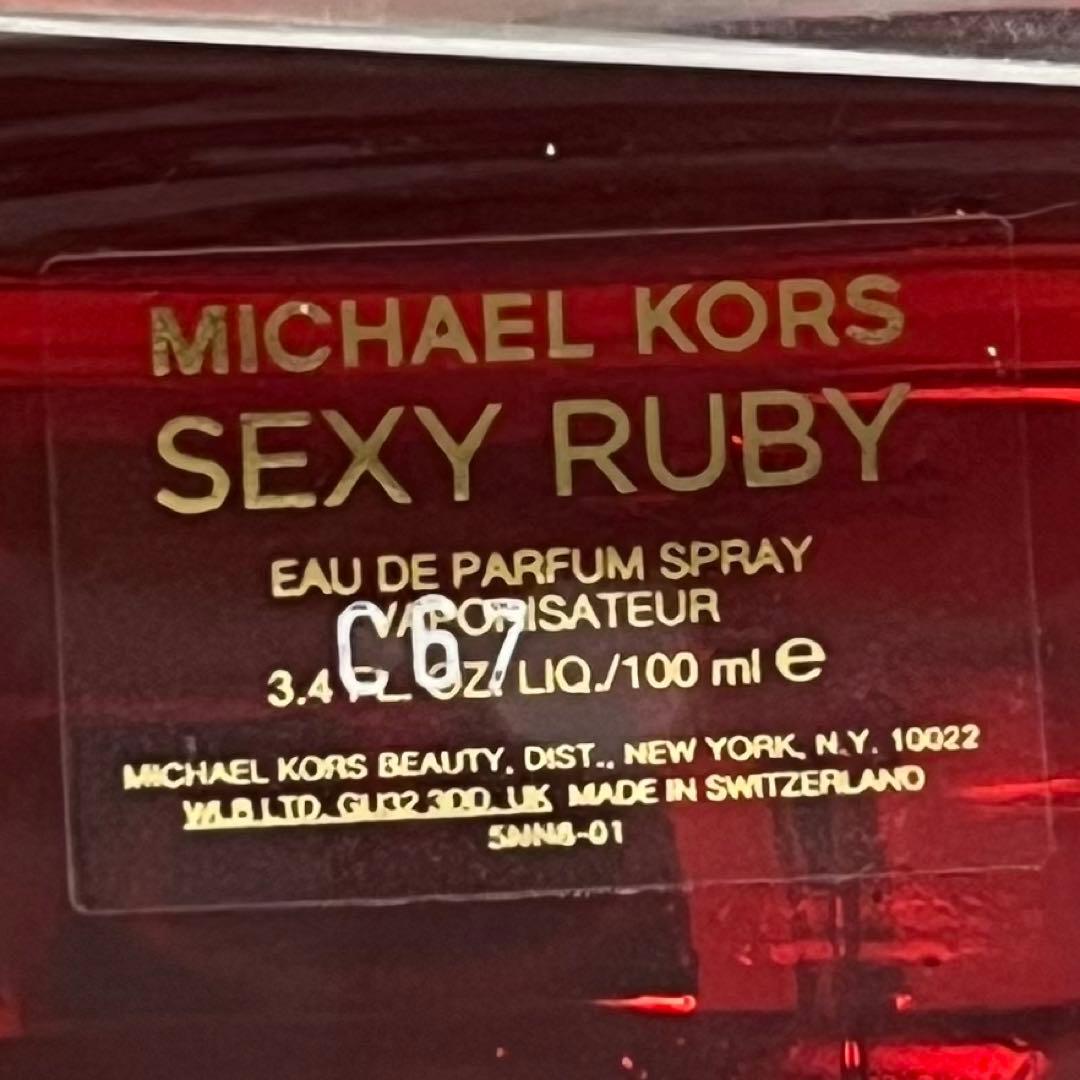 MICHAEL KORS
SEXY RUBY
EAU DE PARFUM SPRAY
VAPORISATEUR
C67
3.4 FL. OZ. LIQ./100 ml e
MICHAEL KORS BEAUTY, DIST., NEW YORK, N.Y. 10022
WLB LTD, GU32 3DD, UK MADE IN SWITZERLAND
5NN8-01